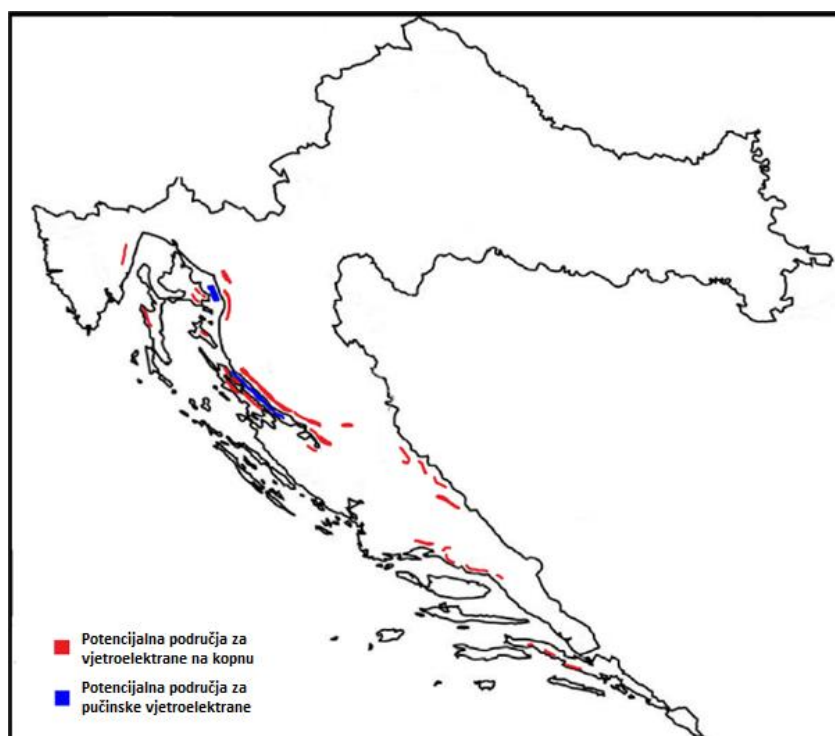 Potencijalna područja za
vjetroelektrane na kopnu
Potencijalna područja za
pučinske vjetroelektrane